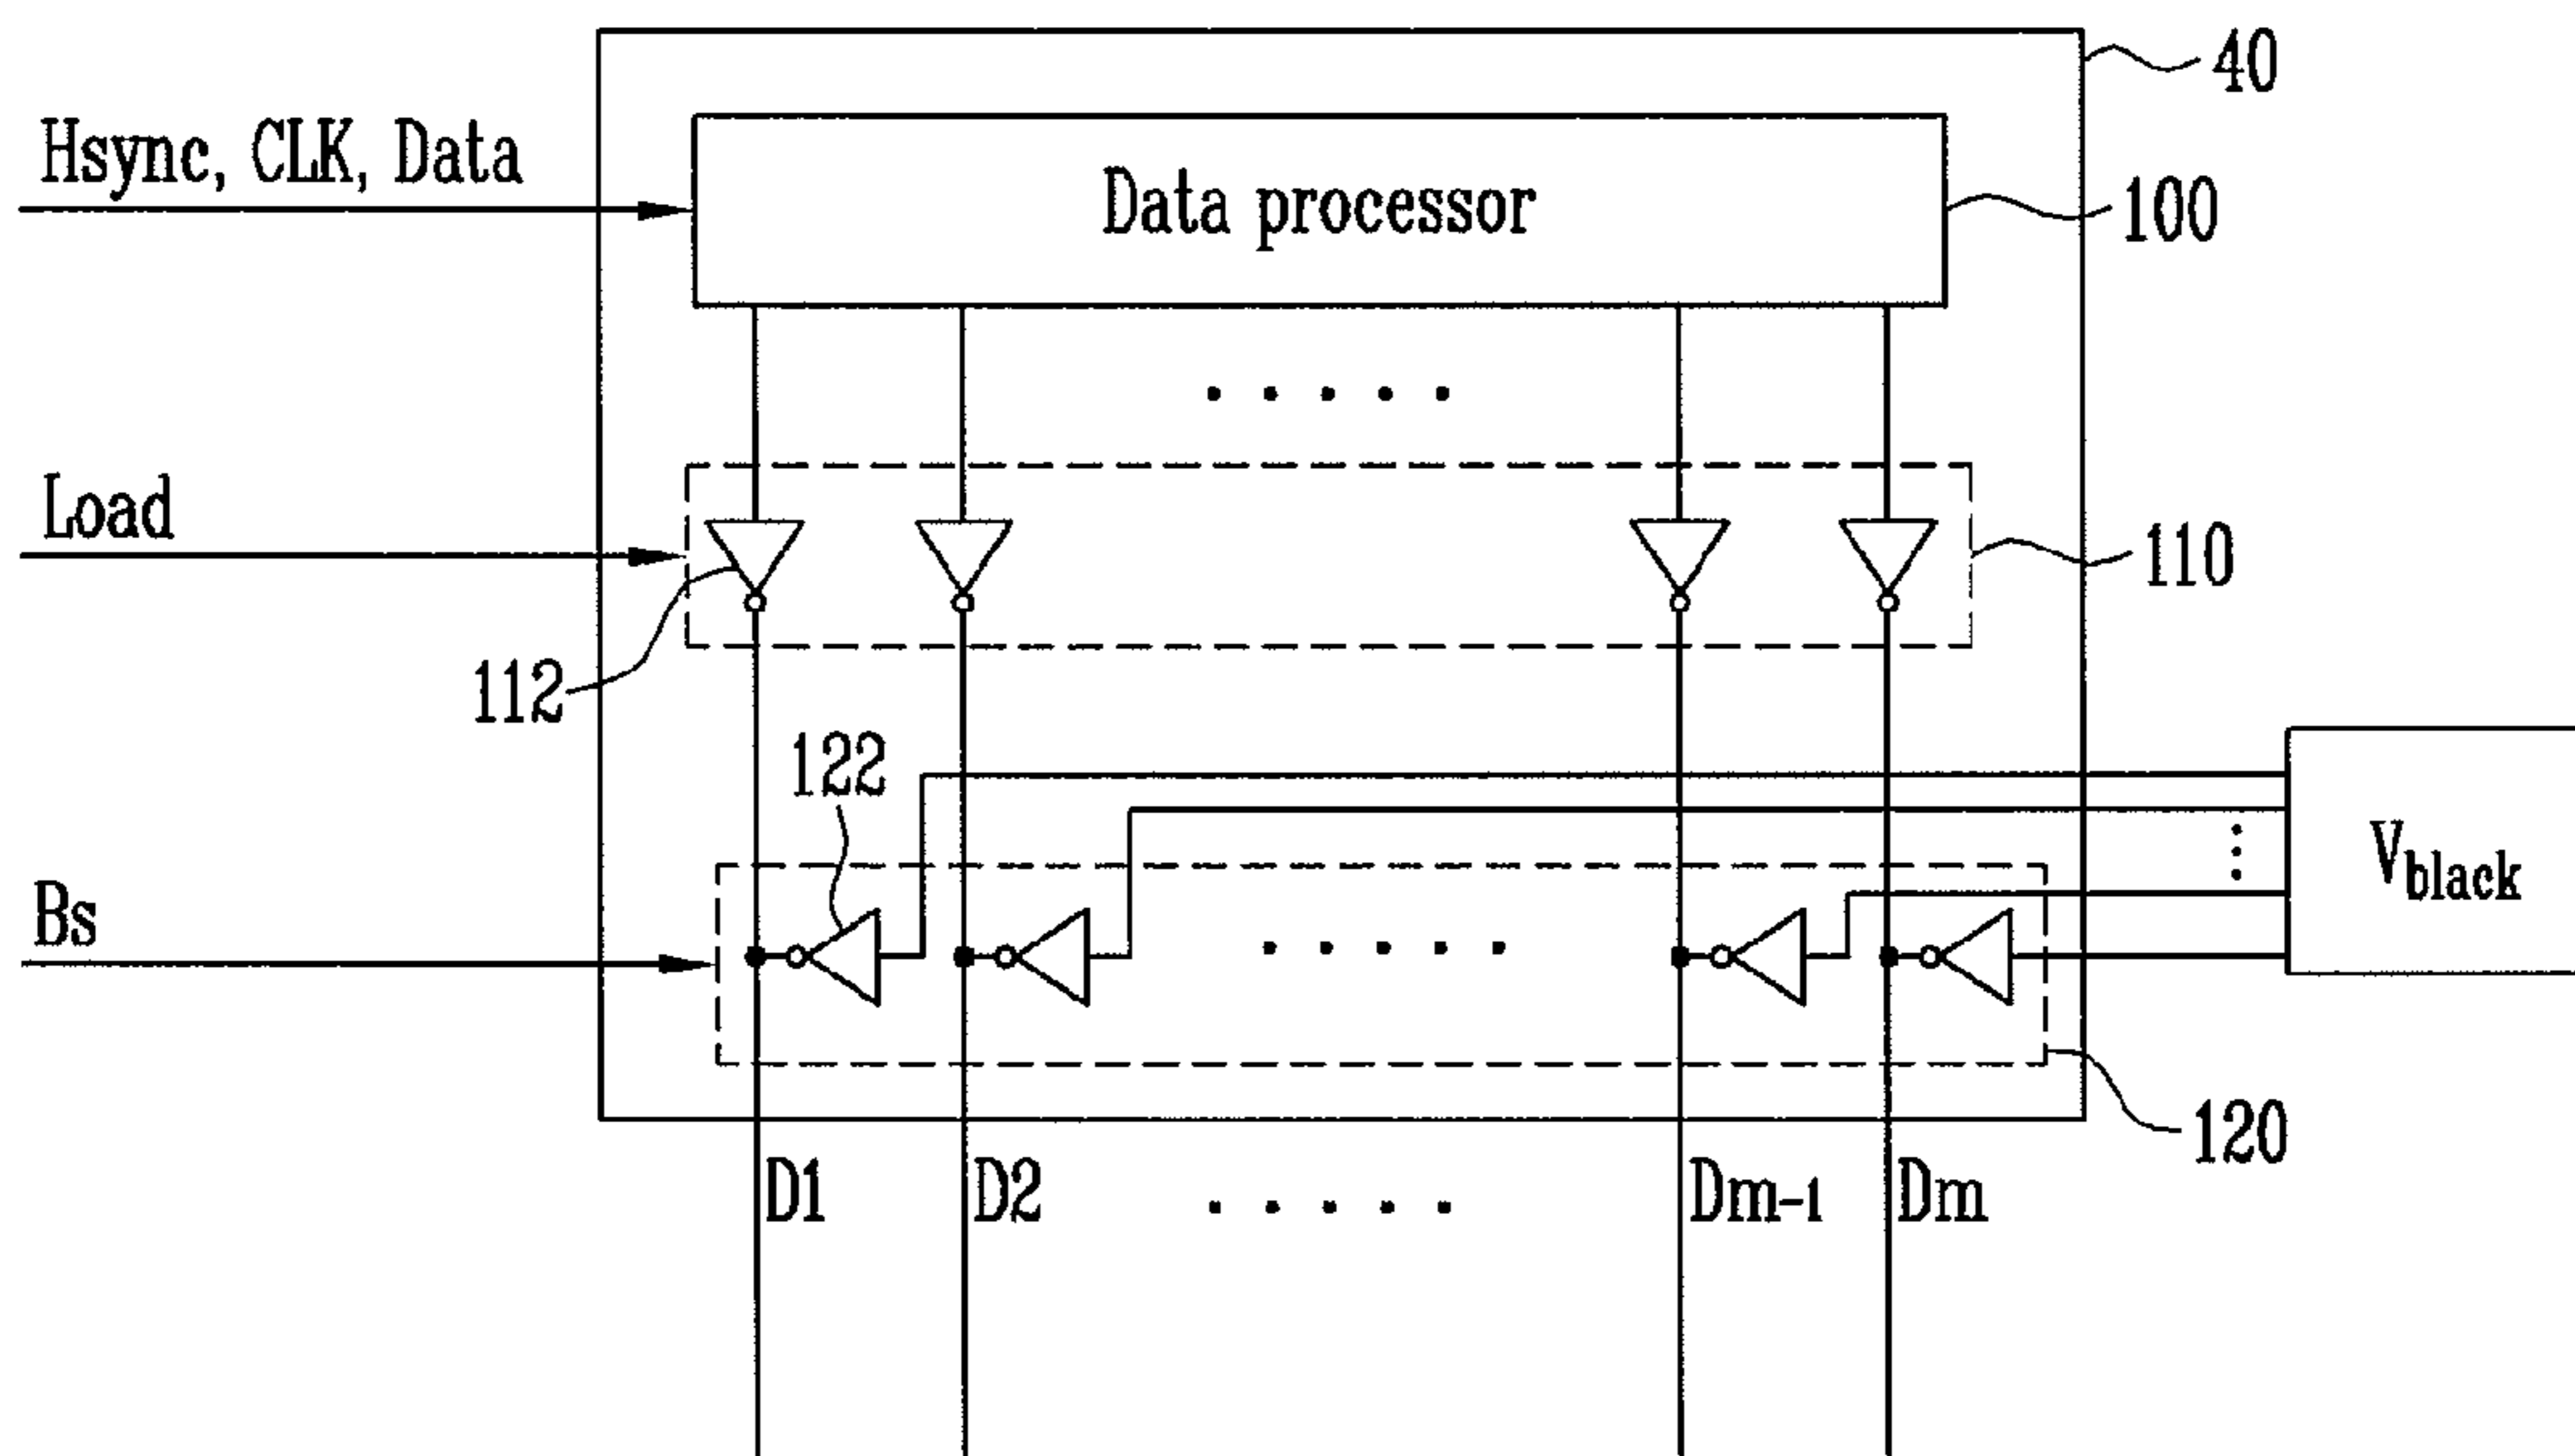 40
Hsync, CLK, Data
Data processor
100
Load
110
112
122
Vblack
Bs
120
D1
D2
Dm-1
Dm